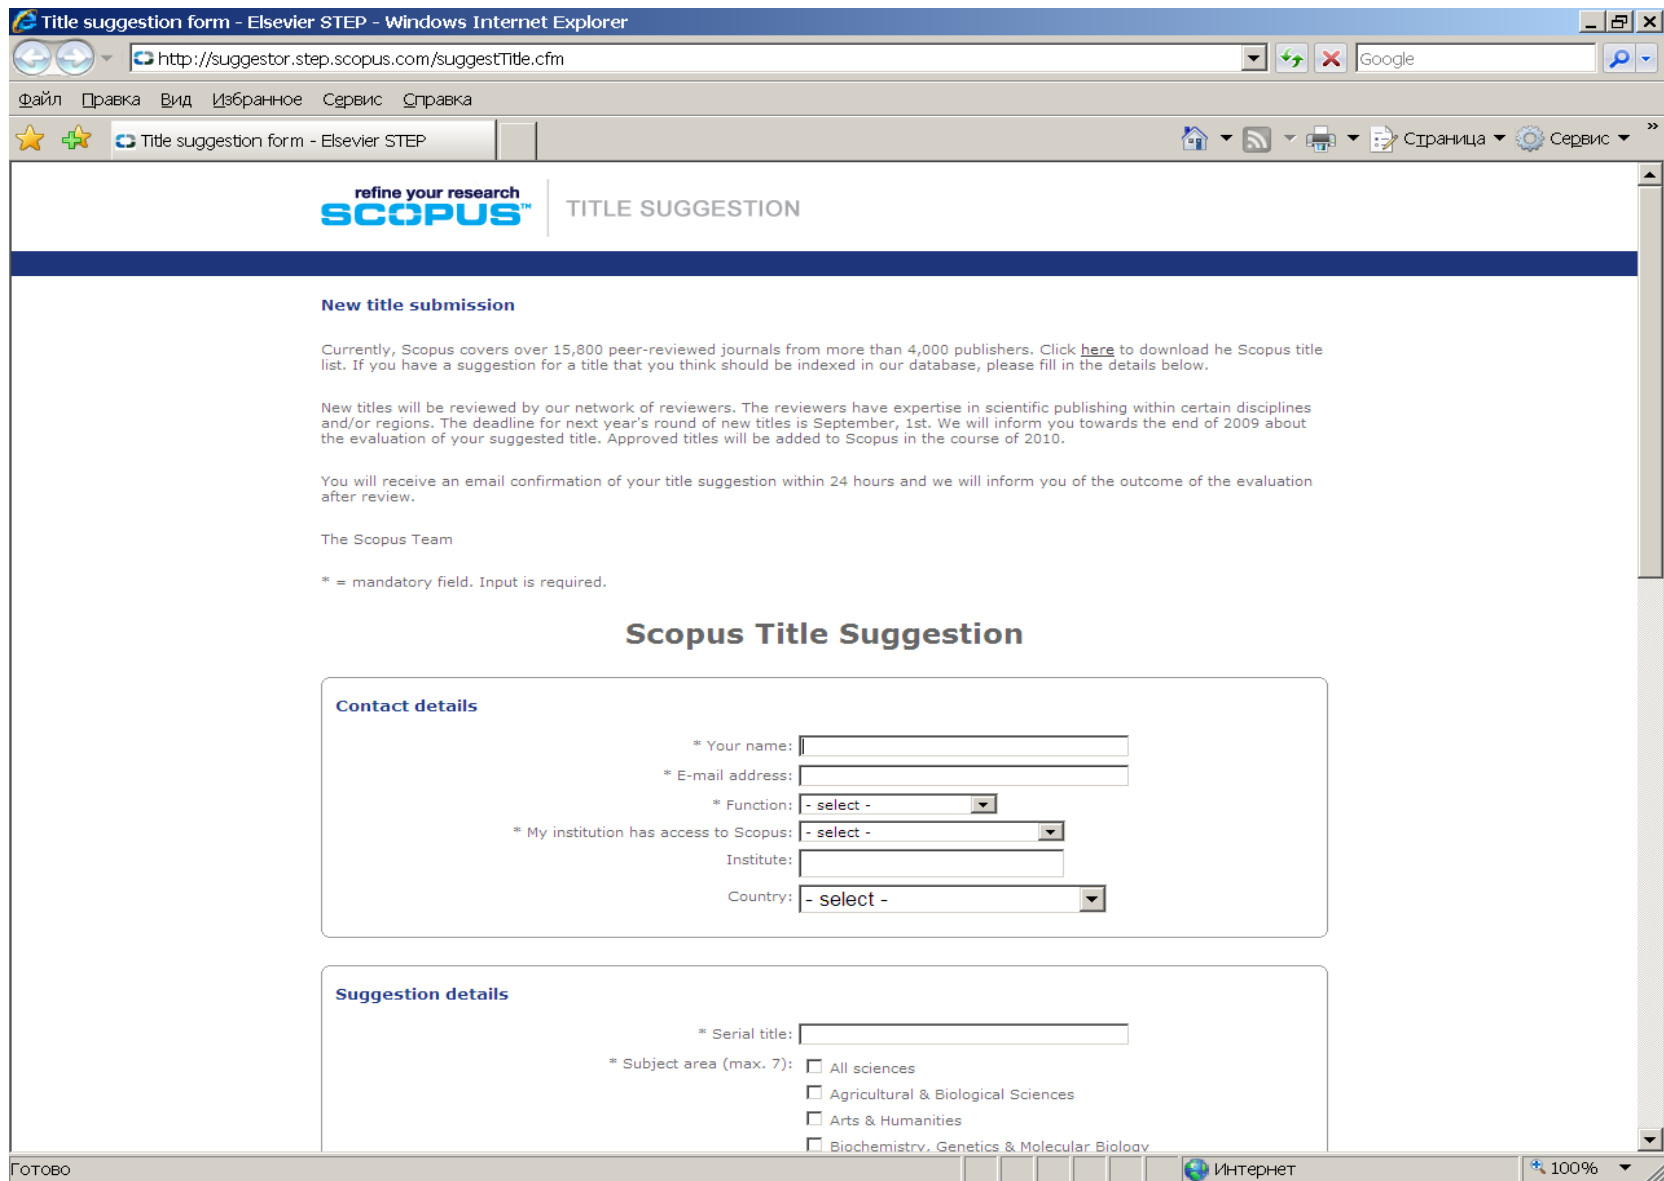 Title suggestion form - Elsevier STEP - Windows Internet Explorer
http://suggestor.step.scopus.com/suggestTitle.cfm
Google
Файл Правка Вид Избранное Сервис Справка
Title suggestion form - Elsevier STEP
Страница Сервис »
refine your research
SCOPUS™
TITLE SUGGESTION
New title submission
Currently, Scopus covers over 15,800 peer-reviewed journals from more than 4,000 publishers. Click here to download he Scopus title
list. If you have a suggestion for a title that you think should be indexed in our database, please fill in the details below.
New titles will be reviewed by our network of reviewers. The reviewers have expertise in scientific publishing within certain disciplines
and/or regions. The deadline for next year's round of new titles is September, 1st. We will inform you towards the end of 2009 about
the evaluation of your suggested title. Approved titles will be added to Scopus in the course of 2010.
You will receive an email confirmation of your title suggestion within 24 hours and we will inform you of the outcome of the evaluation
after review.
The Scopus Team
* = mandatory field. Input is required.
Scopus Title Suggestion
Contact details
* Your name:
* E-mail address:
* Function: - select -
* My institution has access to Scopus: - select -
Institute:
Country: - select -
Suggestion details
* Serial title:
* Subject area (max. 7): All sciences
Agricultural & Biological Sciences
Arts & Humanities
Biochemistry, Genetics & Molecular Biology
Готово
Интернет
100%